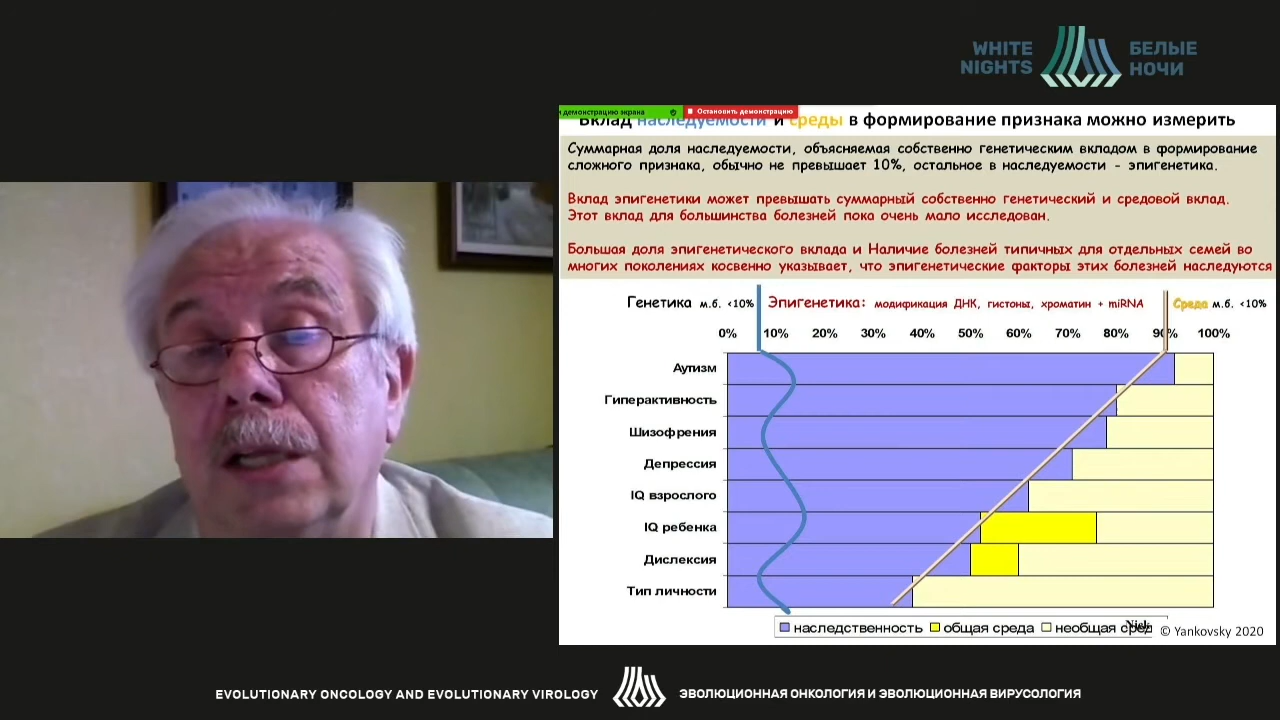 WHITE
NIGHTS
БЕЛЫЕ
НОЧИ
демонстрацию экрана
Остановить демонстрацию
Вклад наследуемости и среды в формирование признака можно измерить
Суммарная доля наследуемости, объясняемая собственно генетическим вкладом в формирование
сложного признака, обычно не превышает 10%, остальное в наследуемости - эпигенетика.
Вклад эпигенетики может превышать суммарный собственно генетический и средовой вклад.
Этот вклад для большинства болезней пока очень мало исследован.
Большая доля эпигенетического вклада и Наличие болезней типичных для отдельных семей во
многих поколениях косвенно указывает, что эпигенетические факторы этих болезней наследуются
Генетика м.б. <10% Эпигенетика: модификация ДНК, гистоны, хроматин + miRNA Среда м.б. <10%
0% 10% 20% 30% 40% 50% 60% 70% 80% 90% 100%
Аутизм
Гиперактивность
Шизофрения
Депрессия
IQ взрослого
IQ ребенка
Дислексия
Тип личности
наследственность общая среда необщая сред
© Yankovsky 2020
EVOLUTIONARY ONCOLOGY AND EVOLUTIONARY VIROLOGY
ЭВОЛЮЦИОННАЯ ОНКОЛОГИЯ И ЭВОЛЮЦИОННАЯ ВИРУСОЛОГИЯ